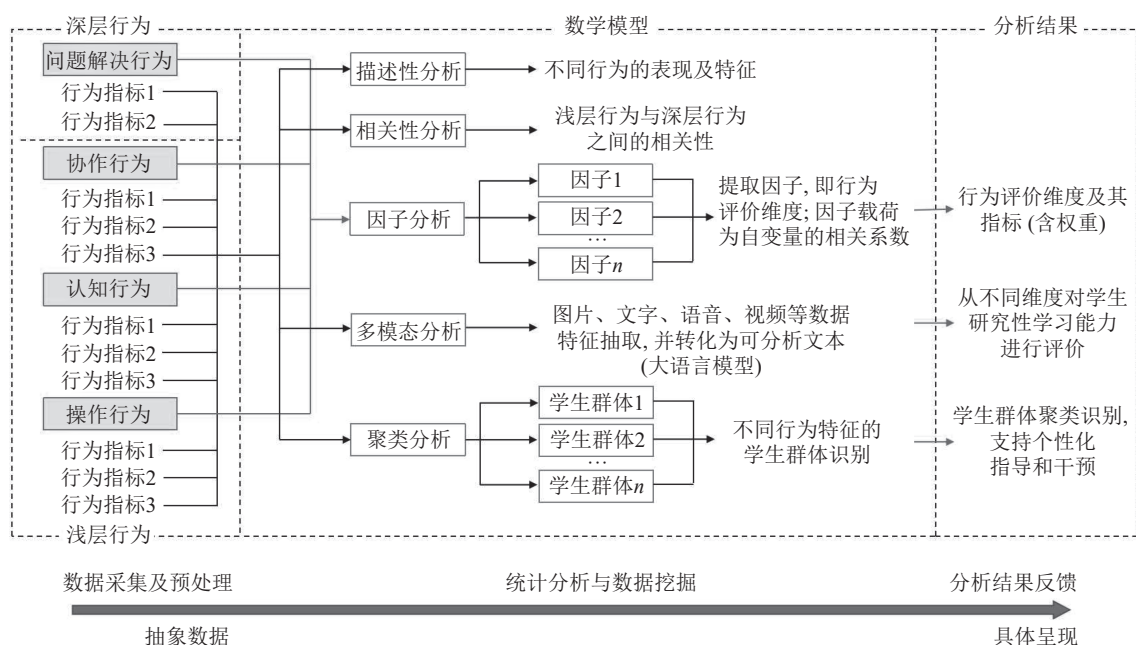 深层行为
问题解决行为
行为指标1
行为指标2
协作行为
行为指标1
行为指标2
行为指标3
认知行为
行为指标1
行为指标2
行为指标3
操作行为
行为指标1
行为指标2
行为指标3
浅层行为
数学模型
描述性分析
不同行为的表现及特征
相关性分析
浅层行为与深层行为
之间的相关性
因子分析
因子1
因子2
…
因子n
提取因子, 即行为
评价维度; 因子载荷
为自变量的相关系数
多模态分析
图片、文字、语音、视频等数据
特征抽取, 并转化为可分析文本
(大语言模型)
聚类分析
学生群体1
学生群体2
…
学生群体n
不同行为特征的
学生群体识别
分析结果
行为评价维度及其
指标 (含权重)
从不同维度对学生
研究性学习能力
进行评价
学生群体聚类识别,
支持个性化
指导和干预
数据采集及预处理
统计分析与数据挖掘
分析结果反馈
抽象数据
具体呈现